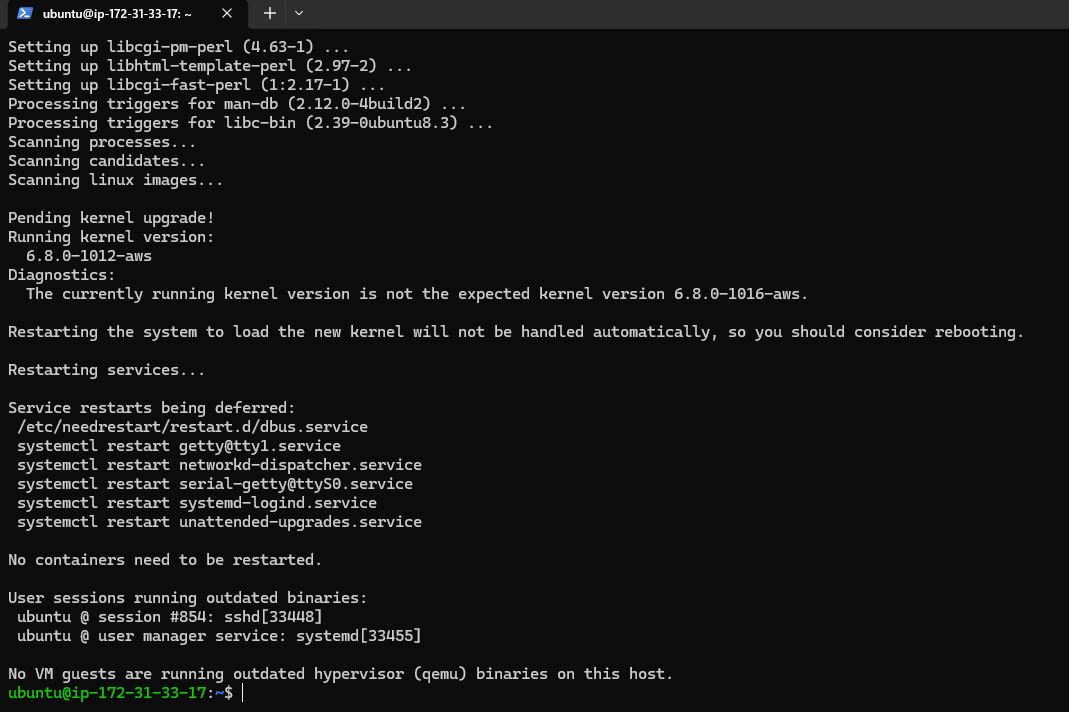 ubuntu@ip-172-31-33-17: ~
Setting up libcgi-pm-perl (4.63-1) ...
Setting up libhtml-template-perl (2.97-2) ...
Setting up libcgi-fast-perl (1:2.17-1) ...
Processing triggers for man-db (2.12.0-4build2) ...
Processing triggers for libc-bin (2.39-0ubuntu8.3) ...
Scanning processes...
Scanning candidates...
Scanning linux images...
Pending kernel upgrade!
Running kernel version:
  6.8.0-1012-aws
Diagnostics:
  The currently running kernel version is not the expected kernel version 6.8.0-1016-aws.
Restarting the system to load the new kernel will not be handled automatically, so you should consider rebooting.
Restarting services...
Service restarts being deferred:
 /etc/needrestart/restart.d/dbus.service
 systemctl restart getty@tty1.service
 systemctl restart networkd-dispatcher.service
 systemctl restart serial-getty@ttyS0.service
 systemctl restart systemd-logind.service
 systemctl restart unattended-upgrades.service
No containers need to be restarted.
User sessions running outdated binaries:
 ubuntu @ session #854: sshd[33448]
 ubuntu @ user manager service: systemd[33455]
No VM guests are running outdated hypervisor (qemu) binaries on this host.
ubuntu@ip-172-31-33-17:~$